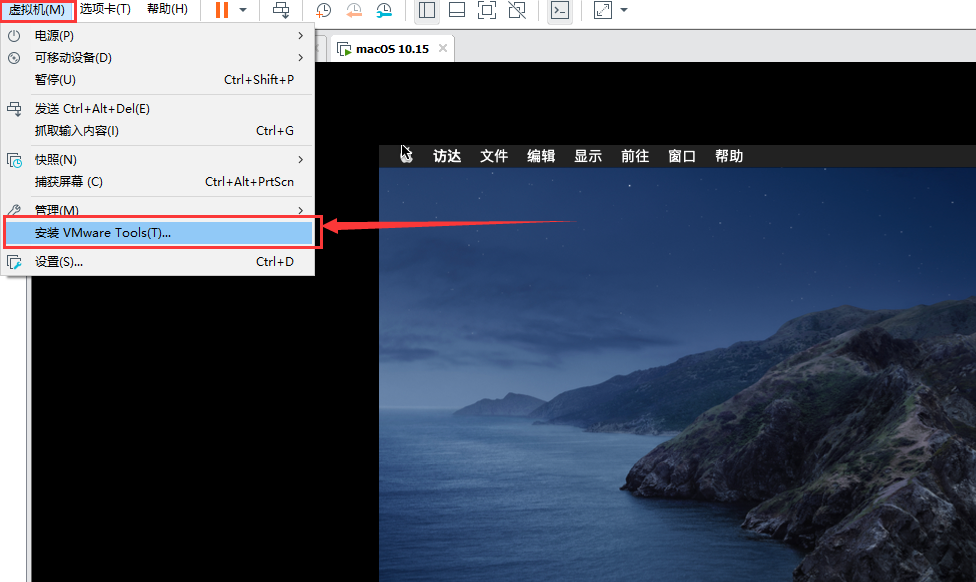 虚拟机(M) 选项卡(T) 帮助(H)
电源(P)
可移动设备(D)
暂停(U) Ctrl+Shift+P
发送 Ctrl+Alt+Del(E)
抓取输入内容(I) Ctrl+G
快照(N)
捕获屏幕 (C) Ctrl+Alt+PrtScn
管理(M)
安装 VMware Tools(T)...
设置(S)... Ctrl+D
macOS 10.15
访达 文件 编辑 显示 前往 窗口 帮助